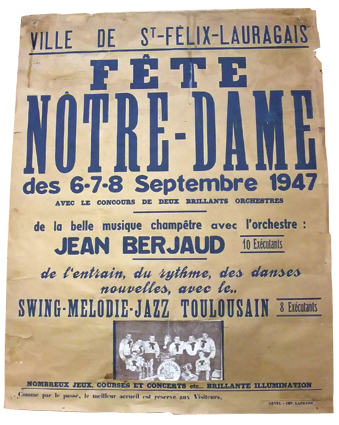 VILLE DE ST-FÉLIX-LAURAGAIS
FÊTE
NOTRE-DAME
des 6-7-8 Septembre 1947
AVEC LE CONCOURS DE DEUX BRILLANTS ORCHESTRES
de la belle musique champêtre avec l'orchestre :
JEAN BERJAUD 10 Exécutants
de l'entrain, du rythme, des danses
nouvelles, avec le..
SWING-MELODIE-JAZZ TOULOUSAIN 8 Exécutants
NOMBREUX JEUX, COURSES ET CONCERTS etc.. BRILLANTE ILLUMINATION
Comme par le passé, le meilleur accueil est réservé aux Visiteurs.
IMP.